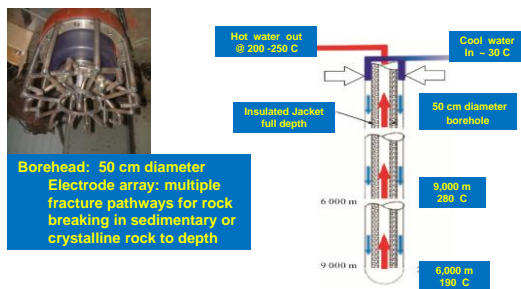 Hot water out
@ 200 -250 C
Cool water
In ~ 30 C
Insulated Jacket
full depth
50 cm diameter
borehole
Borehead: 50 cm diameter
Electrode array: multiple
fracture pathways for rock
breaking in sedimentary or
crystalline rock to depth
6 000 m
9,000 m
280 C
9 000 m
6,000 m
190 C